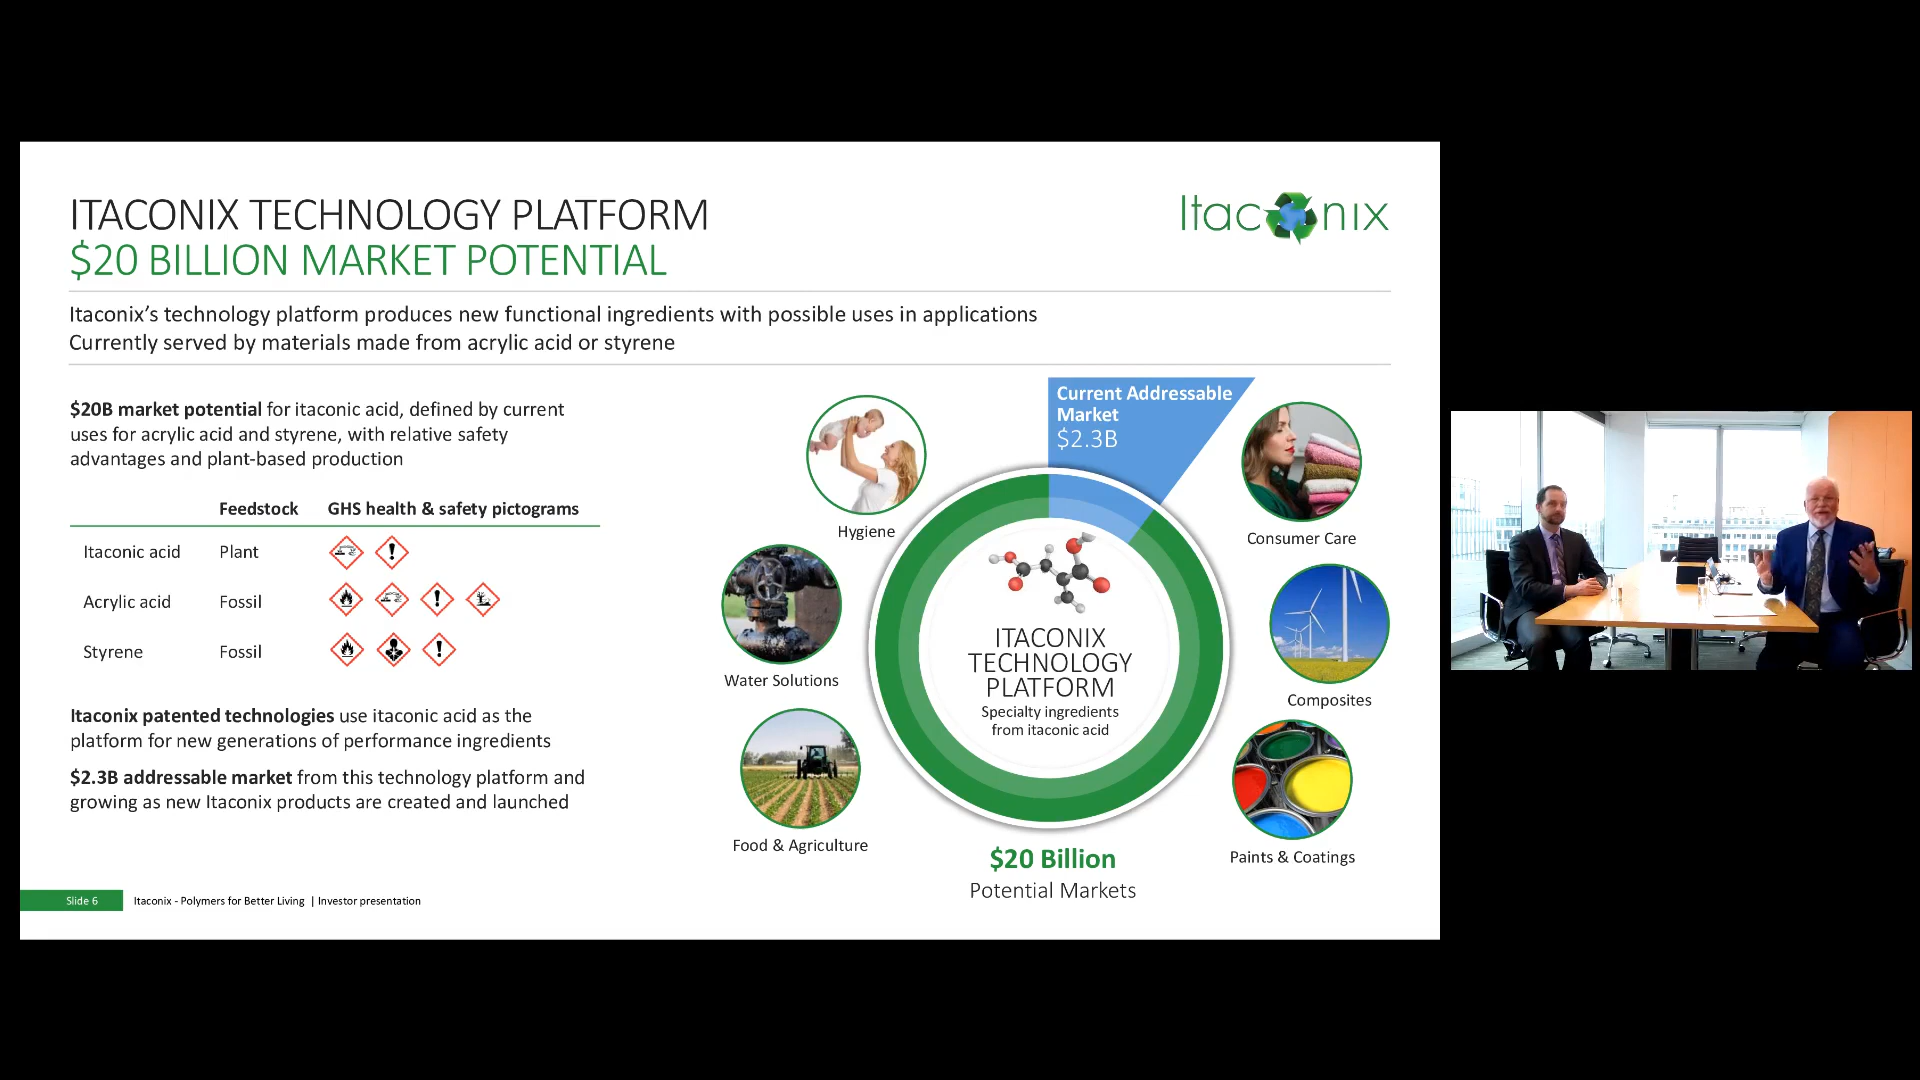 ITACONIX TECHNOLOGY PLATFORM
$20 BILLION MARKET POTENTIAL
Itaconix
Itaconix's technology platform produces new functional ingredients with possible uses in applications
Currently served by materials made from acrylic acid or styrene
$20B market potential for itaconic acid, defined by current
uses for acrylic acid and styrene, with relative safety
advantages and plant-based production
Feedstock GHS health & safety pictograms
Itaconic acid Plant
Acrylic acid Fossil
Styrene Fossil
Itaconix patented technologies use itaconic acid as the
platform for new generations of performance ingredients
$2.3B addressable market from this technology platform and
growing as new Itaconix products are created and launched
Current Addressable
Market
$2.3B
Hygiene
Consumer Care
Water Solutions
Composites
Food & Agriculture
Paints & Coatings
ITACONIX
TECHNOLOGY
PLATFORM
Specialty ingredients
from itaconic acid
$20 Billion
Potential Markets
Slide 6
Itaconix - Polymers for Better Living | Investor presentation